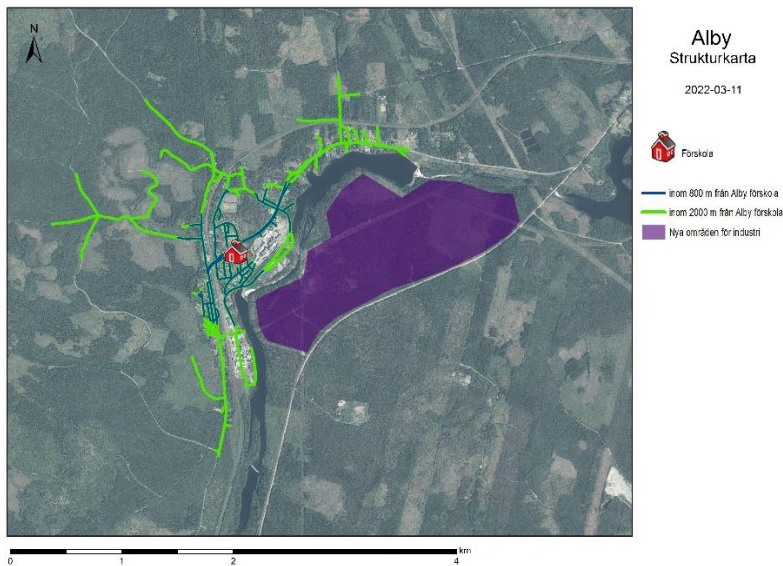 N
Alby
Strukturkarta
2022-03-11
Förskola
inom 800 m från Alby förskola
inom 2000 m från Alby förskola
Nya områden för industri
km
0 1 2 4